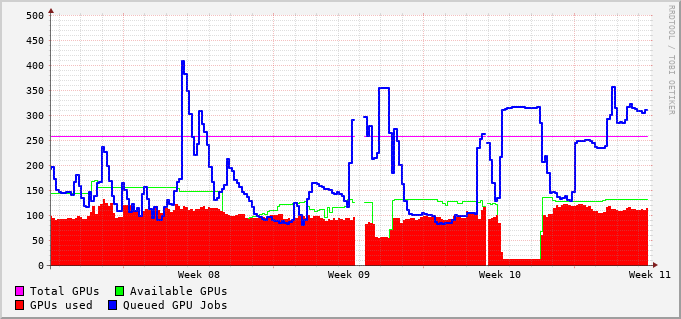 500
450
400
350
300
250
200
150
100
50
0
Week 08 Week 09 Week 10 Week 11
Total GPUs Available GPUs
GPUs used Queued GPU Jobs
RRDTOOL / TOBI OETIKER